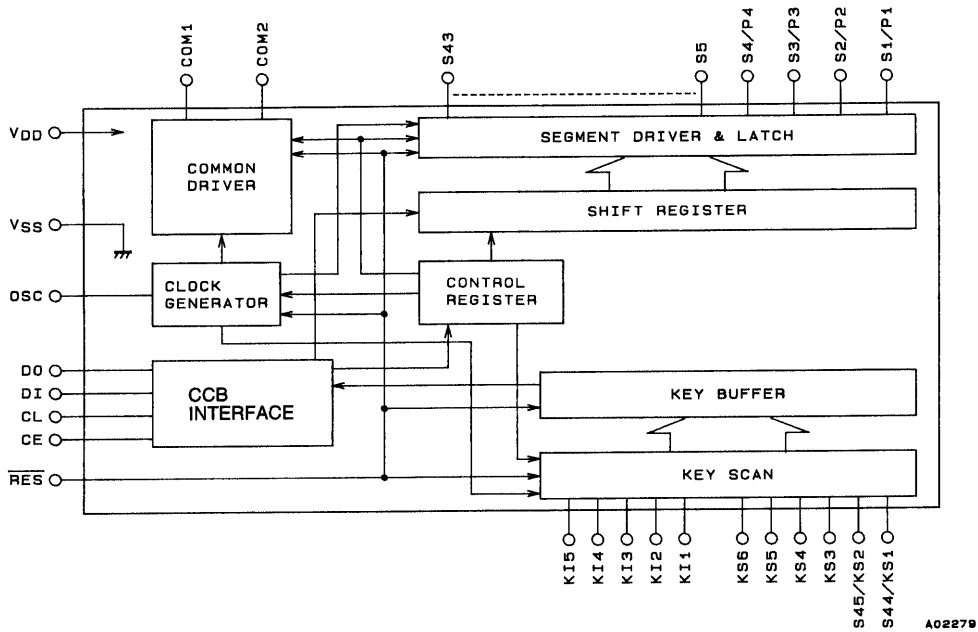 COM1
COM2
S43
S5
S4/P4
S3/P3
S2/P2
S1/P1
VDD
VSS
OSC
DO
DI
CL
CE
RES
COMMON
DRIVER
SEGMENT DRIVER & LATCH
SHIFT REGISTER
CLOCK
GENERATOR
CONTROL
REGISTER
CCB
INTERFACE
KEY BUFFER
KEY SCAN
KI5
KI4
KI3
KI2
KI1
KS6
KS5
KS4
KS3
S45/KS2
S44/KS1
A02279